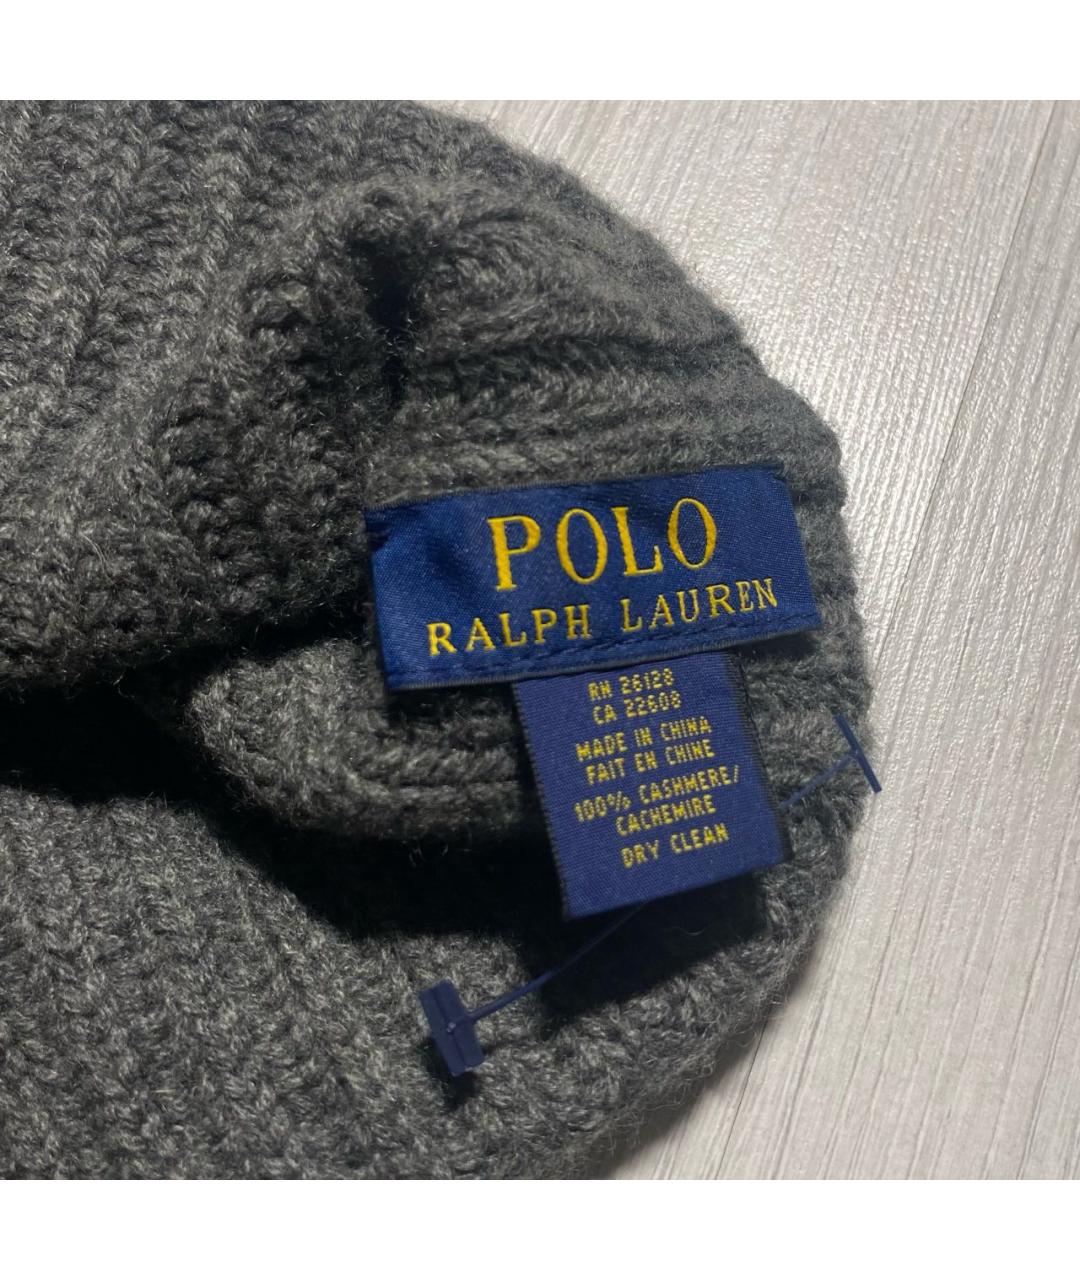 POLO
RALPH LAUREN
RN 26128
CA 22608
MADE IN CHINA
FAIT EN CHINE
100% CASHMERE/
CACHEMIRE
DRY CLEAN